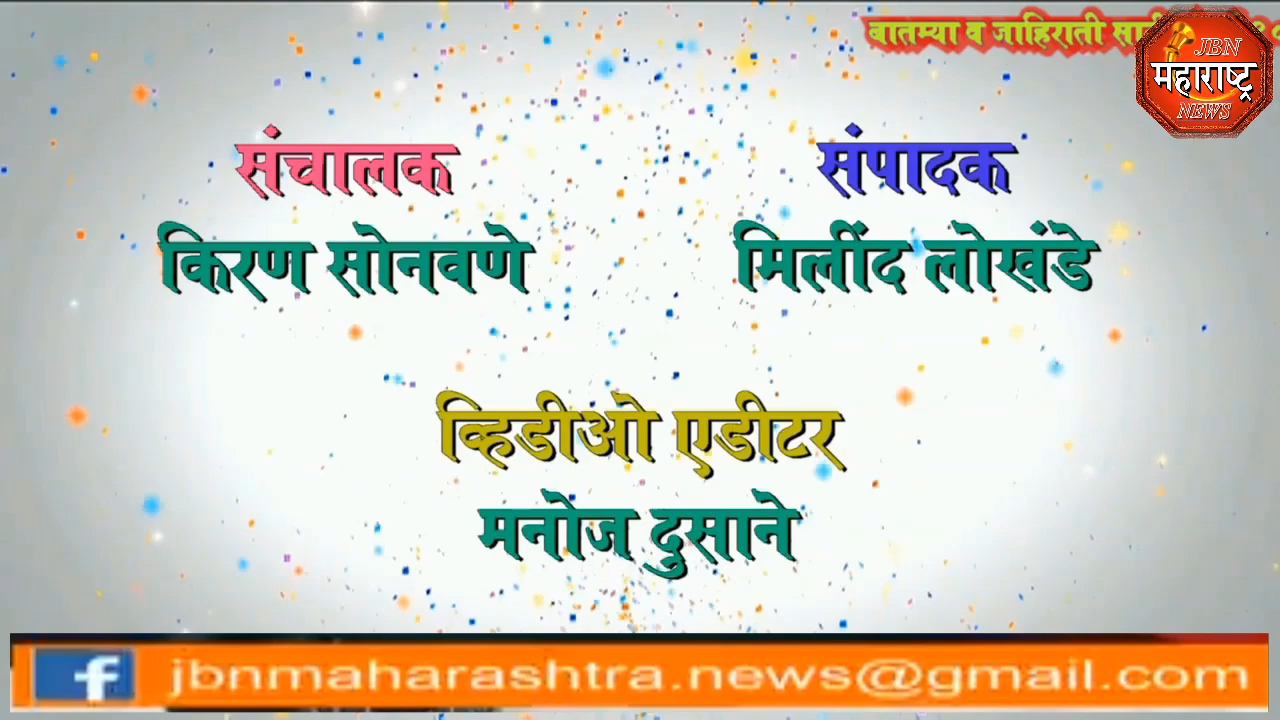 बातम्या व जाहिराती
JBN
महाराष्ट्र
NEWS
संचालक
किरण सोनवणे
संपादक
मिलींद लोखंडे
व्हिडीओ एडीटर
मनोज दुसाने
f jbnmaharashtra.news@gmail.com